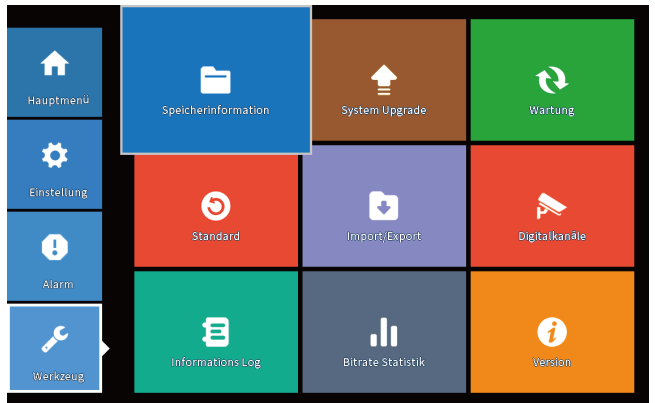 Hauptmenü
Einstellung
Alarm
Werkzeug
Speicherinformation
System Upgrade
Wartung
Standard
Import/Export
Digitalkanäle
Informations Log
Bitrate Statistik
Version